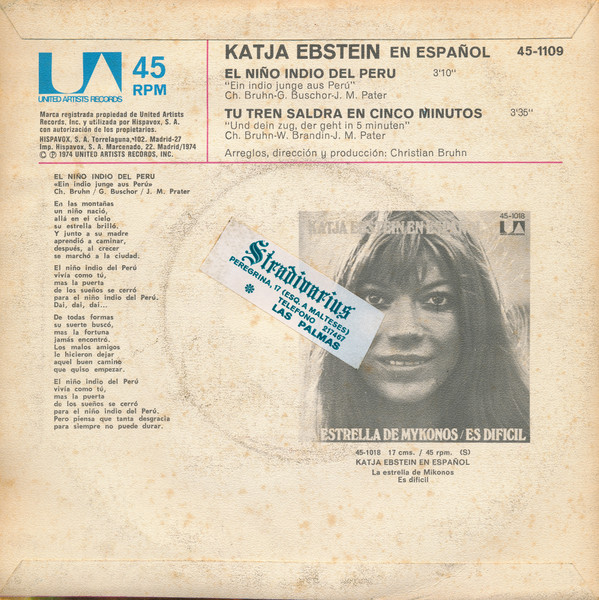 UNITED ARTISTS RECORDS
45
RPM
Marca registrada propiedad de United Artists
Records, Inc. y utilizada por Hispavox, S. A.
con autorización de los propietarios.
HISPAVOX, S. A. Torrelaguna,•102. Madrid-27
Imp. Hispavox, S. A. Marcenado, 22. Madrid/1974
© ℗ 1974 UNITED ARTISTS RECORDS, INC.
KATJA EBSTEIN EN ESPAÑOL 45-1109
EL NIÑO INDIO DEL PERU 3'10"
"Ein indio junge aus Perú"
Ch. Bruhn-G. Buschor-J. M. Pater
TU TREN SALDRA EN CINCO MINUTOS 3'35"
"Und dein zug, der geht in 5 minuten"
Ch. Bruhn-W. Brandin-J. M. Pater
Arreglos, dirección y producción: Christian Bruhn
EL NIÑO INDIO DEL PERU
«Ein indio junge aus Perú»
Ch. Bruhn / G. Buschor / J. M. Prater
En las montañas
un niño nació,
allá en el cielo
su estrella brilló.
Y junto a su madre
aprendió a caminar,
después, al crecer
se marchó a la ciudad.
El niño indio del Perú
vivía como tú,
mas la puerta
de los sueños se cerró
para el niño indio del Perú.
Dai, dai, dai...
De todas formas
su suerte buscó,
mas la fortuna
jamás encontró.
Los malos amigos
le hicieron dejar
aquel buen camino
que quiso empezar.
El niño indio del Perú
vivía como tú,
mas la puerta
de los sueños se cerró
para el niño indio del Perú.
Pero piensa que tanta desgracia
para siempre no puede durar.
Stradivarius
PEREGRINA, 17 (ESQ. A MALTESES)
TELEFONO 217467
LAS PALMAS
45-1018
KATJA EBSTEIN EN ESPAÑOL
ESTRELLA DE MYKONOS / ES DIFICIL
45-1018 17 cms. / 45 rpm. (S)
KATJA EBSTEIN EN ESPAÑOL
La estrella de Mikonos
Es difícil